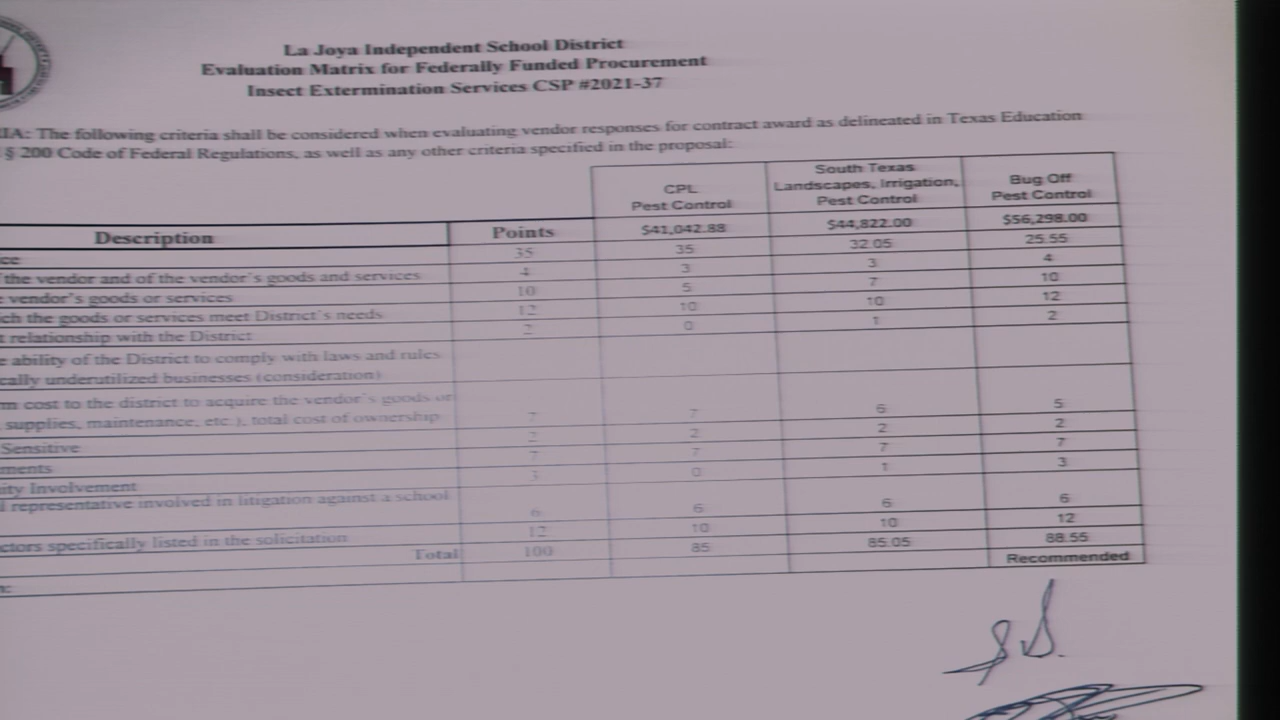 La Joya Independent School District
Evaluation Matrix for Federally Funded Procurement
Insect Extermination Services CSP #2021-37
IA: The following criteria shall be considered when evaluating vendor responses for contract award as delineated in Texas Education
§ 200 Code of Federal Regulations, as well as any other criteria specified in the proposal:
CPL Pest Control South Texas Landscapes, Irrigation, Pest Control Bug Off Pest Control
Description Points $41,042.88 $44,822.00 $56,298.00
ce 35 35 32.05 25.55
the vendor and of the vendor's goods and services 4 3 3 4
vendor's goods or services 10 5 7 10
ch the goods or services meet District's needs 12 10 10 12
relationship with the District 2 0 1 2
ability of the District to comply with laws and rules
cally underutilized businesses (consideration)
m cost to the district to acquire the vendor's goods or
supplies, maintenance, etc.), total cost of ownership 7 7 6 5
Sensitive 2 2 2 2
ments 7 7 7 7
ity Involvement 3 0 1 3
l representative involved in litigation against a school
6 6 6 6
ctors specifically listed in the solicitation 12 10 10 12
Total 100 85 85.05 88.55
Recommended